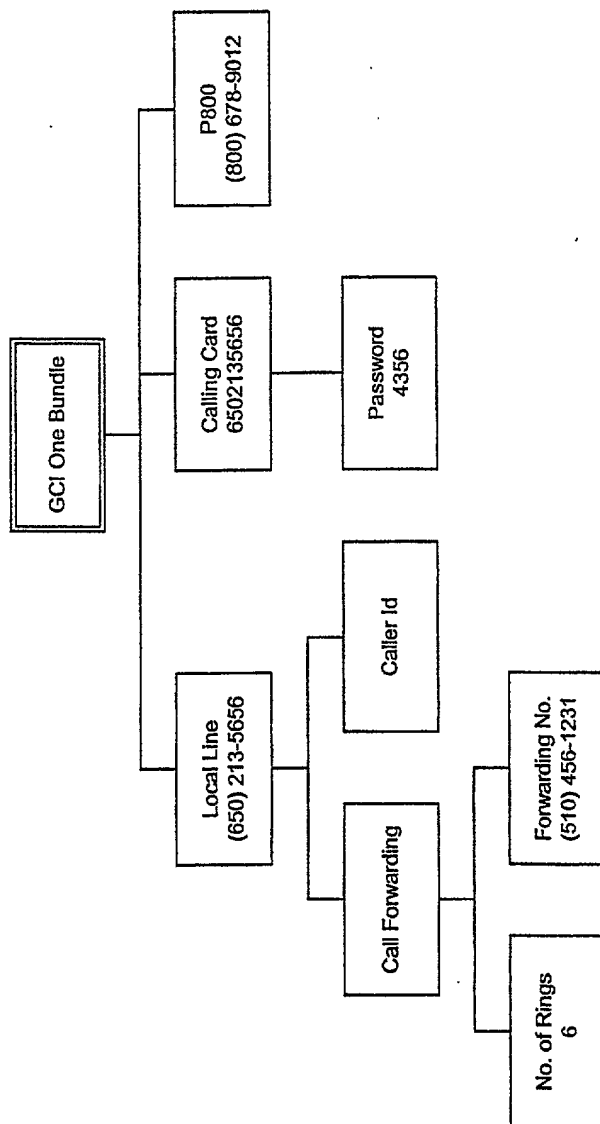 GCI One Bundle
Local Line
(650) 213-5656
Calling Card
6502135656
P800
(800) 678-9012
Call Forwarding
Caller Id
Password
4356
No. of Rings
6
Forwarding No.
(510) 456-1231